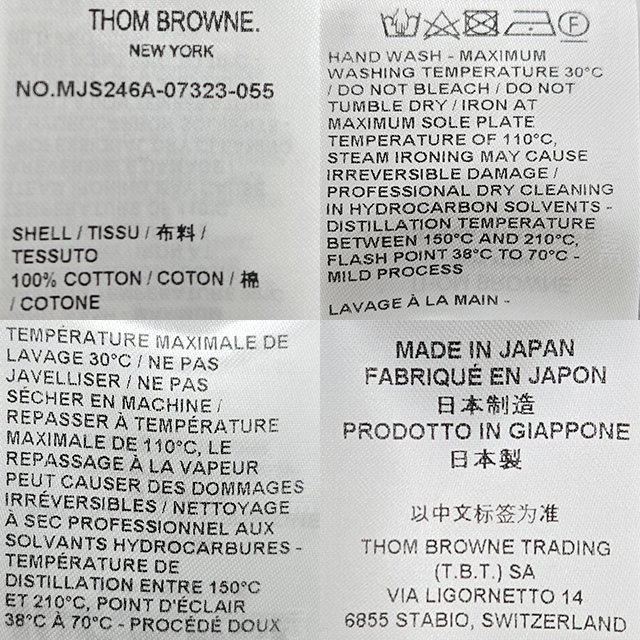 THOM BROWNE.
NEW YORK
NO.MJS246A-07323-055
SHELL / TISSU / 布料 /
TESSUTO
100% COTTON / COTON / 棉
/ COTONE
F
HAND WASH - MAXIMUM
WASHING TEMPERATURE 30°C
/ DO NOT BLEACH / DO NOT
TUMBLE DRY / IRON AT
MAXIMUM SOLE PLATE
TEMPERATURE OF 110°C,
STEAM IRONING MAY CAUSE
IRREVERSIBLE DAMAGE /
PROFESSIONAL DRY CLEANING
IN HYDROCARBON SOLVENTS -
DISTILLATION TEMPERATURE
BETWEEN 150°C AND 210°C,
FLASH POINT 38°C TO 70°C -
MILD PROCESS
LAVAGE À LA MAIN -
TEMPÉRATURE MAXIMALE DE
LAVAGE 30°C / NE PAS
JAVELLISER / NE PAS
SÉCHER EN MACHINE /
REPASSER À TEMPÉRATURE
MAXIMALE DE 110°C, LE
REPASSAGE À LA VAPEUR
PEUT CAUSER DES DOMMAGES
IRRÉVERSIBLES / NETTOYAGE
À SEC PROFESSIONNEL AUX
SOLVANTS HYDROCARBURES -
TEMPÉRATURE DE
DISTILLATION ENTRE 150°C
ET 210°C, POINT D'ÉCLAIR
38°C À 70°C - PROCÉDÉ DOUX
MADE IN JAPAN
FABRIQUÉ EN JAPON
日本制造
PRODOTTO IN GIAPPONE
日本製
以中文标签为准
THOM BROWNE TRADING
(T.B.T.) SA
VIA LIGORNETTO 14
6855 STABIO, SWITZERLAND